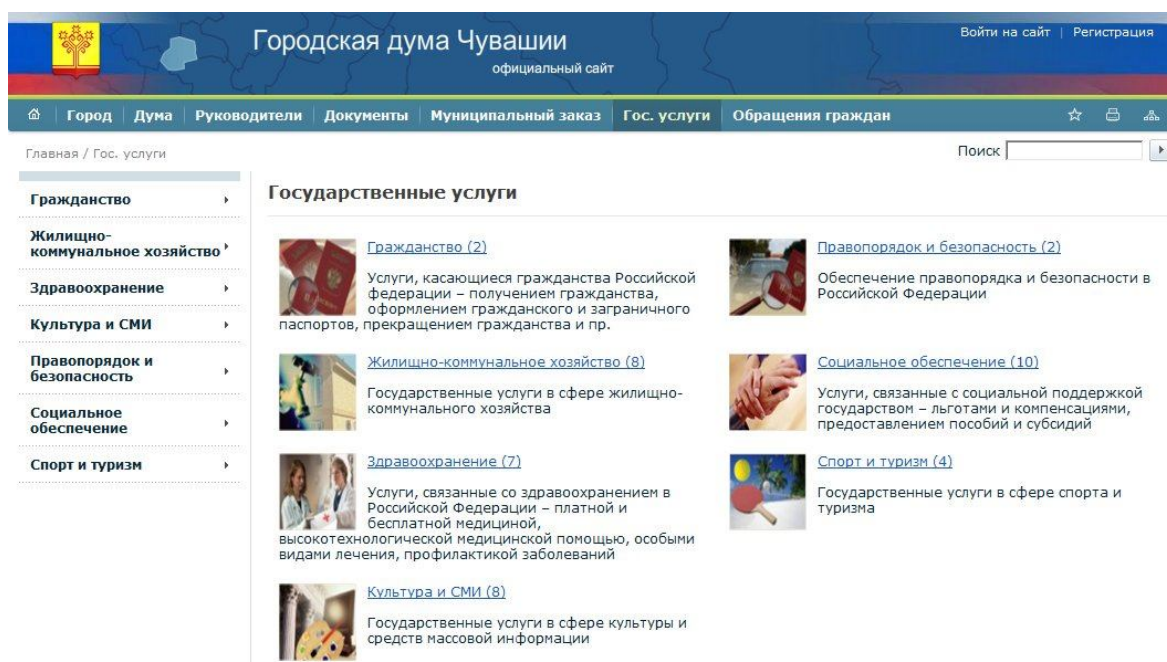 Городская дума Чувашии
официальный сайт
Войти на сайт | Регистрация
Город Дума Руководители Документы Муниципальный заказ Гос. услуги Обращения граждан
Главная / Гос. услуги
Поиск
Гражданство
Жилищно-
коммунальное хозяйство
Здравоохранение
Культура и СМИ
Правопорядок и
безопасность
Социальное
обеспечение
Спорт и туризм
Государственные услуги
Гражданство (2)
Услуги, касающиеся гражданства Российской
федерации – получением гражданства,
оформлением гражданского и заграничного
паспортов, прекращением гражданства и пр.
Правопорядок и безопасность (2)
Обеспечение правопорядка и безопасности в
Российской Федерации
Жилищно-коммунальное хозяйство (8)
Государственные услуги в сфере жилищно-
коммунального хозяйства
Социальное обеспечение (10)
Услуги, связанные с социальной поддержкой
государством – льготами и компенсациями,
предоставлением пособий и субсидий
Здравоохранение (7)
Услуги, связанные со здравоохранением в
Российской Федерации – платной и
бесплатной медициной,
высокотехнологической медицинской помощью, особыми
видами лечения, профилактикой заболеваний
Спорт и туризм (4)
Государственные услуги в сфере спорта и
туризма
Культура и СМИ (8)
Государственные услуги в сфере культуры и
средств массовой информации